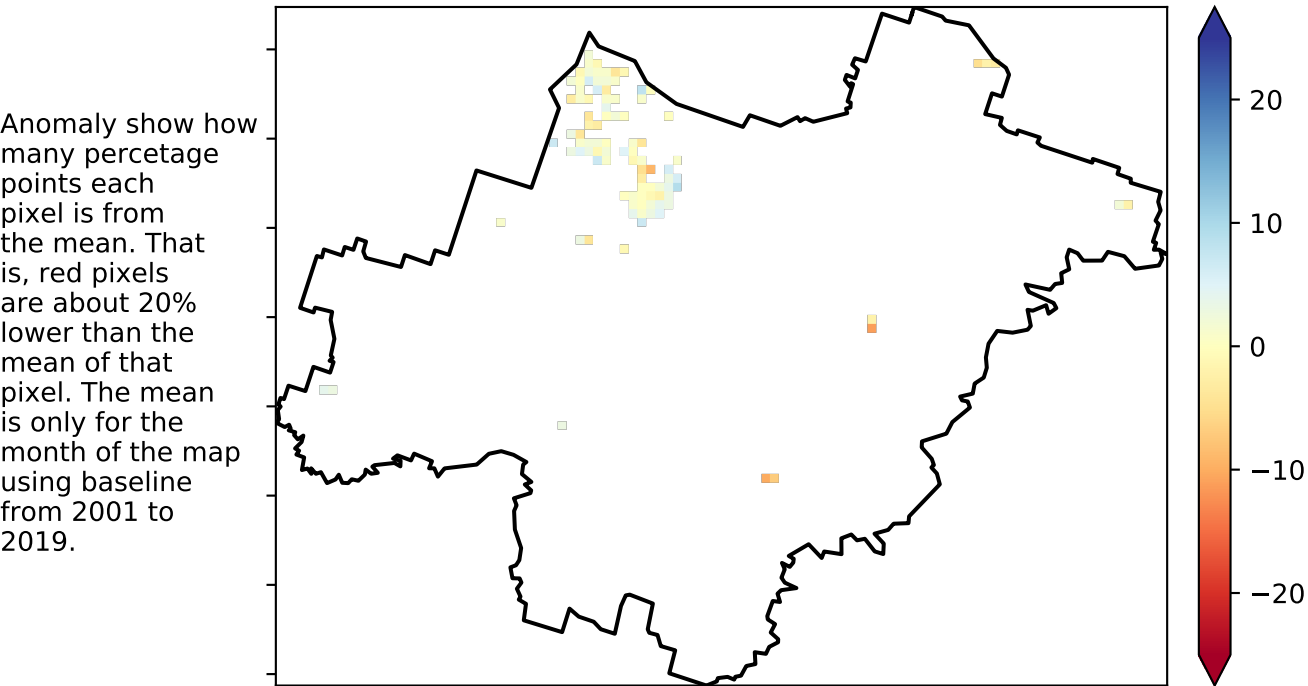 Anomaly show how
many percetage
points each
pixel is from
the mean. That
is, red pixels
are about 20%
lower than the
mean of that
pixel. The mean
is only for the
month of the map
using baseline
from 2001 to
2019.
20
10
0
−10
−20